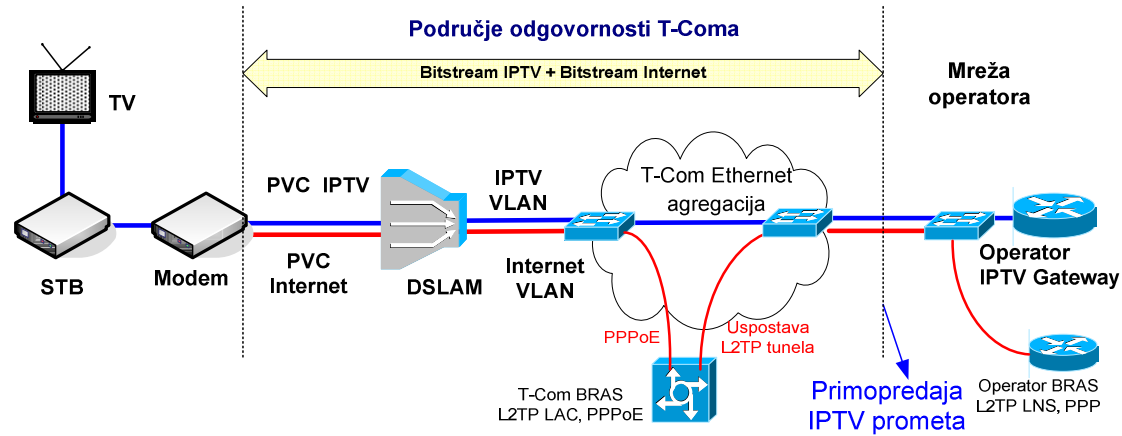 Područje odgovornosti T-Coma
Bitstream IPTV + Bitstream Internet
Mreža
operatora
TV
PVC IPTV
IPTV
VLAN
T-Com Ethernet
agregacija
STB
Modem
PVC
Internet
DSLAM
Internet
VLAN
Operator
IPTV Gateway
PPPoE
Uspostava
L2TP tunela
T-Com BRAS
L2TP LAC, PPPoE
Primopredaja
IPTV prometa
Operator BRAS
L2TP LNS, PPP